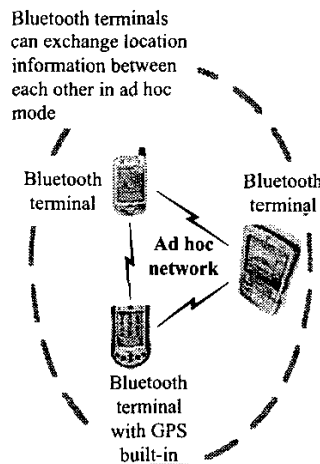 Bluetooth terminals
can exchange location
information between
each other in ad hoc
mode
Bluetooth
terminal
Bluetooth
terminal
Ad hoc
network
Bluetooth
terminal
with GPS
built-in